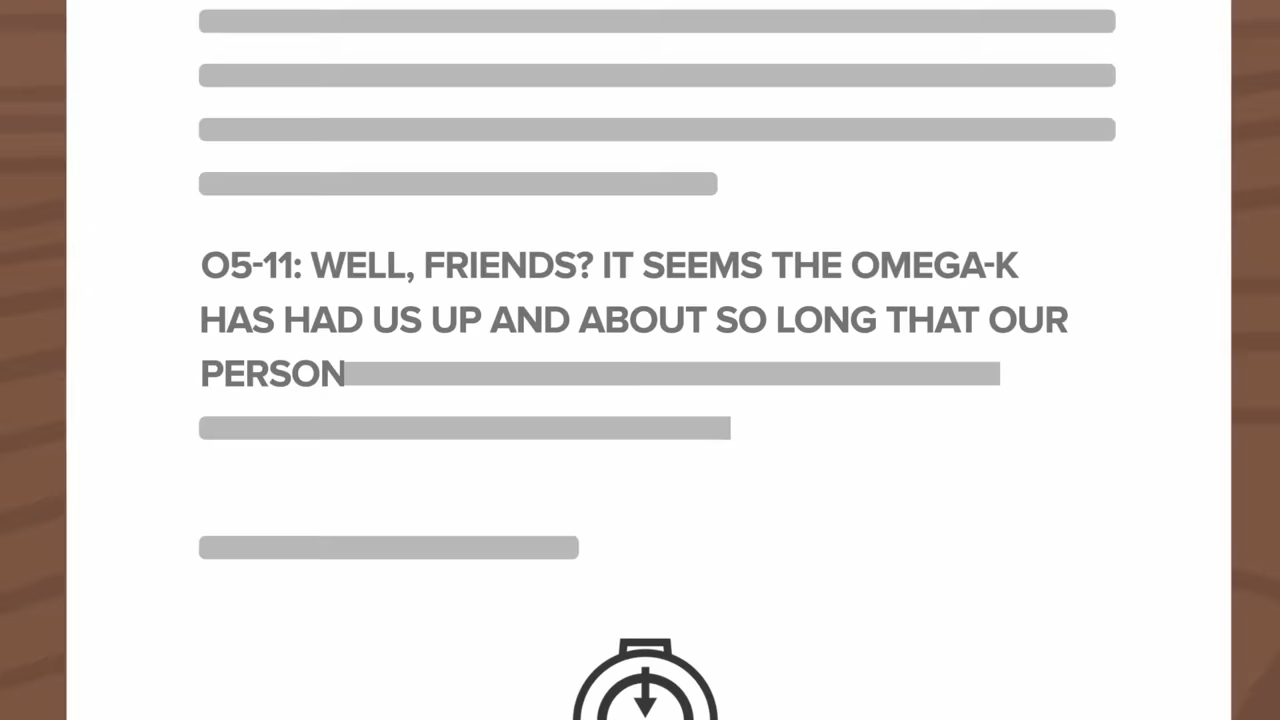 O5-11: WELL, FRIENDS? IT SEEMS THE OMEGA-K
HAS HAD US UP AND ABOUT SO LONG THAT OUR
PERSON